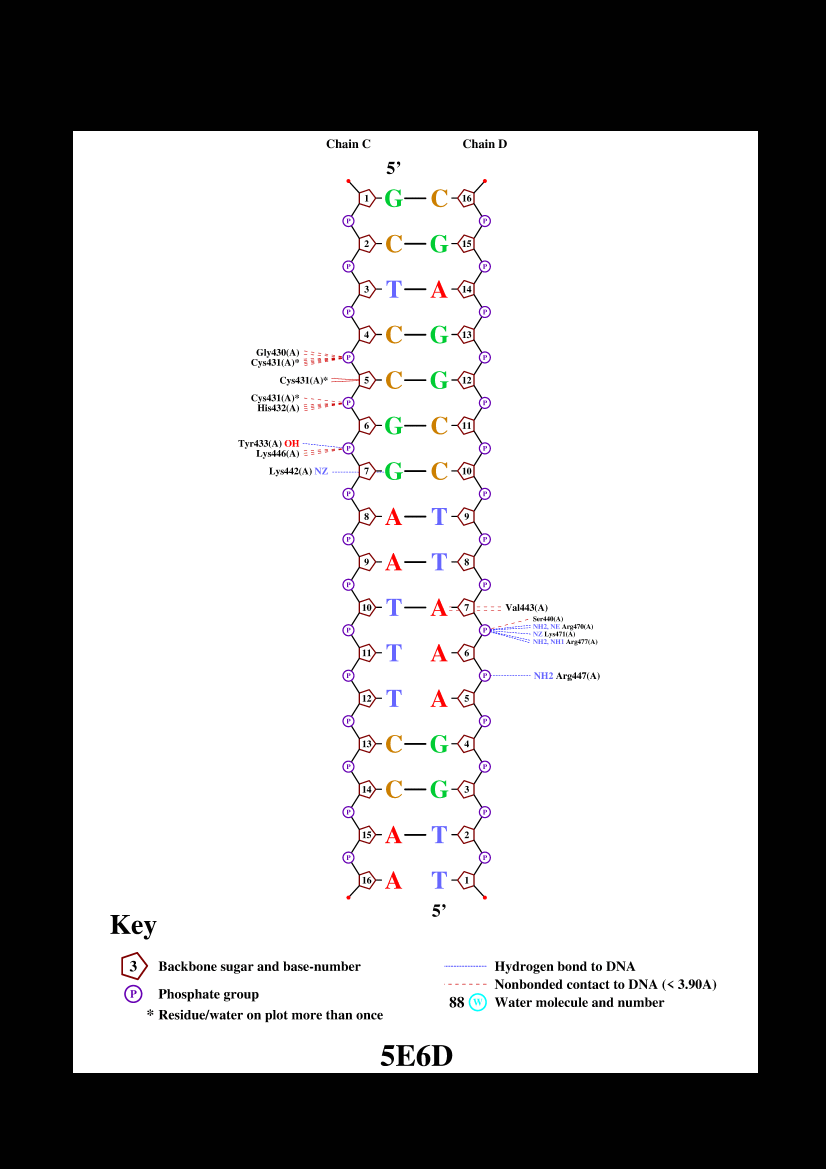 Chain C Chain D
5’
1 G C 16
P P
2 C G 15
P P
3 T A 14
P P
4 C G 13
Gly430(A)
Cys431(A)* P P
Cys431(A)* 5 C G 12
Cys431(A)* P P
His432(A)
6 G C 11
Tyr433(A) OH P P
Lys446(A)
Lys442(A) NZ 7 G C 10
P P
8 A T 9
P P
9 A T 8
P P
10 T A 7 Val443(A)
Ser440(A)
P P NH2, NE Arg470(A)
NZ Lys471(A)
NH2, NH1 Arg477(A)
11 T A 6
P P NH2 Arg447(A)
12 T A 5
P P
13 C G 4
P P
14 C G 3
P P
15 A T 2
P P
16 A T 1
5’
Key
3 Backbone sugar and base-number
P Phosphate group
* Residue/water on plot more than once
Hydrogen bond to DNA
Nonbonded contact to DNA (< 3.90A)
88 W Water molecule and number
5E6D